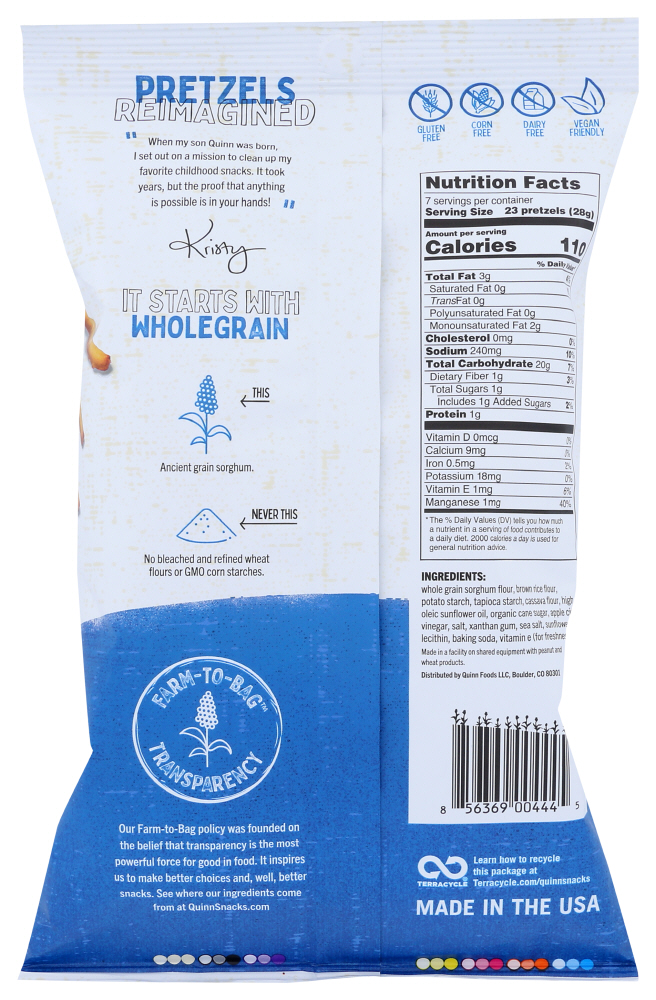 PRETZELS
REIMAGINED
" When my son Quinn was born,
I set out on a mission to clean up my
favorite childhood snacks. It took
years, but the proof that anything
is possible is in your hands! "
Kristy
IT STARTS WITH
WHOLEGRAIN
THIS
Ancient grain sorghum.
NEVER THIS
No bleached and refined wheat
flours or GMO corn starches.
FARM-TO-BAG™
TRANSPARENCY
Our Farm-to-Bag policy was founded on
the belief that transparency is the most
powerful force for good in food. It inspires
us to make better choices and, well, better
snacks. See where our ingredients come
from at QuinnSnacks.com
GLUTEN FREE
CORN FREE
DAIRY FREE
VEGAN FRIENDLY
Nutrition Facts
7 servings per container
Serving Size 23 pretzels (28g)
Amount per serving
Calories 110
% Daily
Total Fat 3g
Saturated Fat 0g
TransFat 0g
Polyunsaturated Fat 0g
Monounsaturated Fat 2g
Cholesterol 0mg 0%
Sodium 240mg 10%
Total Carbohydrate 20g 7%
Dietary Fiber 1g 3%
Total Sugars 1g
Includes 1g Added Sugars 2%
Protein 1g
Vitamin D 0mcg 0%
Calcium 9mg 0%
Iron 0.5mg 2%
Potassium 18mg 0%
Vitamin E 1mg 6%
Manganese 1mg 40%
*The % Daily Values (DV) tells you how much
a nutrient in a serving of food contributes to
a daily diet. 2000 calories a day is used for
general nutrition advice.
INGREDIENTS:
whole grain sorghum flour, brown rice flour,
potato starch, tapioca starch, cassava flour,
oleic sunflower oil, organic cane sugar, apple
vinegar, salt, xanthan gum, sea salt, sunflower
lecithin, baking soda, vitamin e (for
Made in a facility on shared equipment with peanut and
wheat products.
Distributed by Quinn Foods LLC, Boulder, CO 80301
8 56369 00444 5
TERRACYCLE
Learn how to recycle
this package at
Terracycle.com/quinnsnacks
MADE IN THE USA